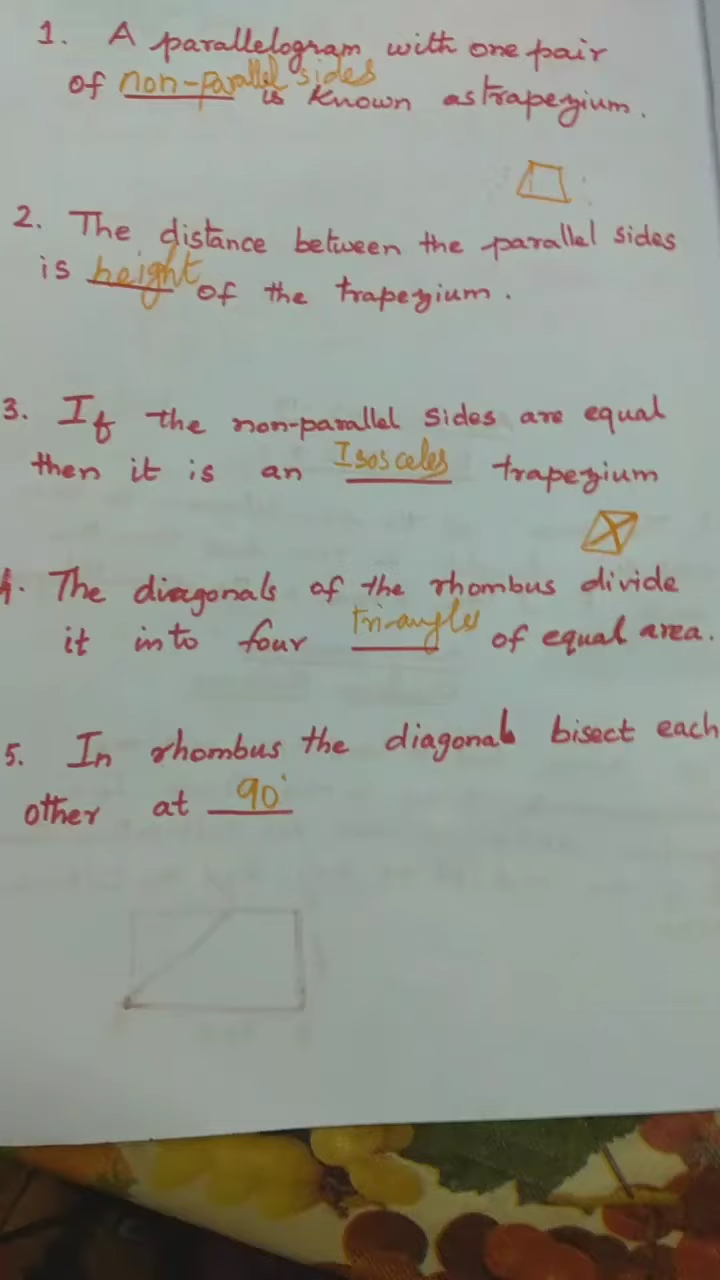 1. A parallelogram with one pair
of non-parallel sides is known as trapezium.
2. The distance between the parallel sides
is height of the trapezium.
3. If the non-parallel sides are equal
then it is an Isosceles trapezium
4. The diagonals of the rhombus divide
it into four tri-angles of equal area.
5. In rhombus the diagonals bisect each
other at 90°